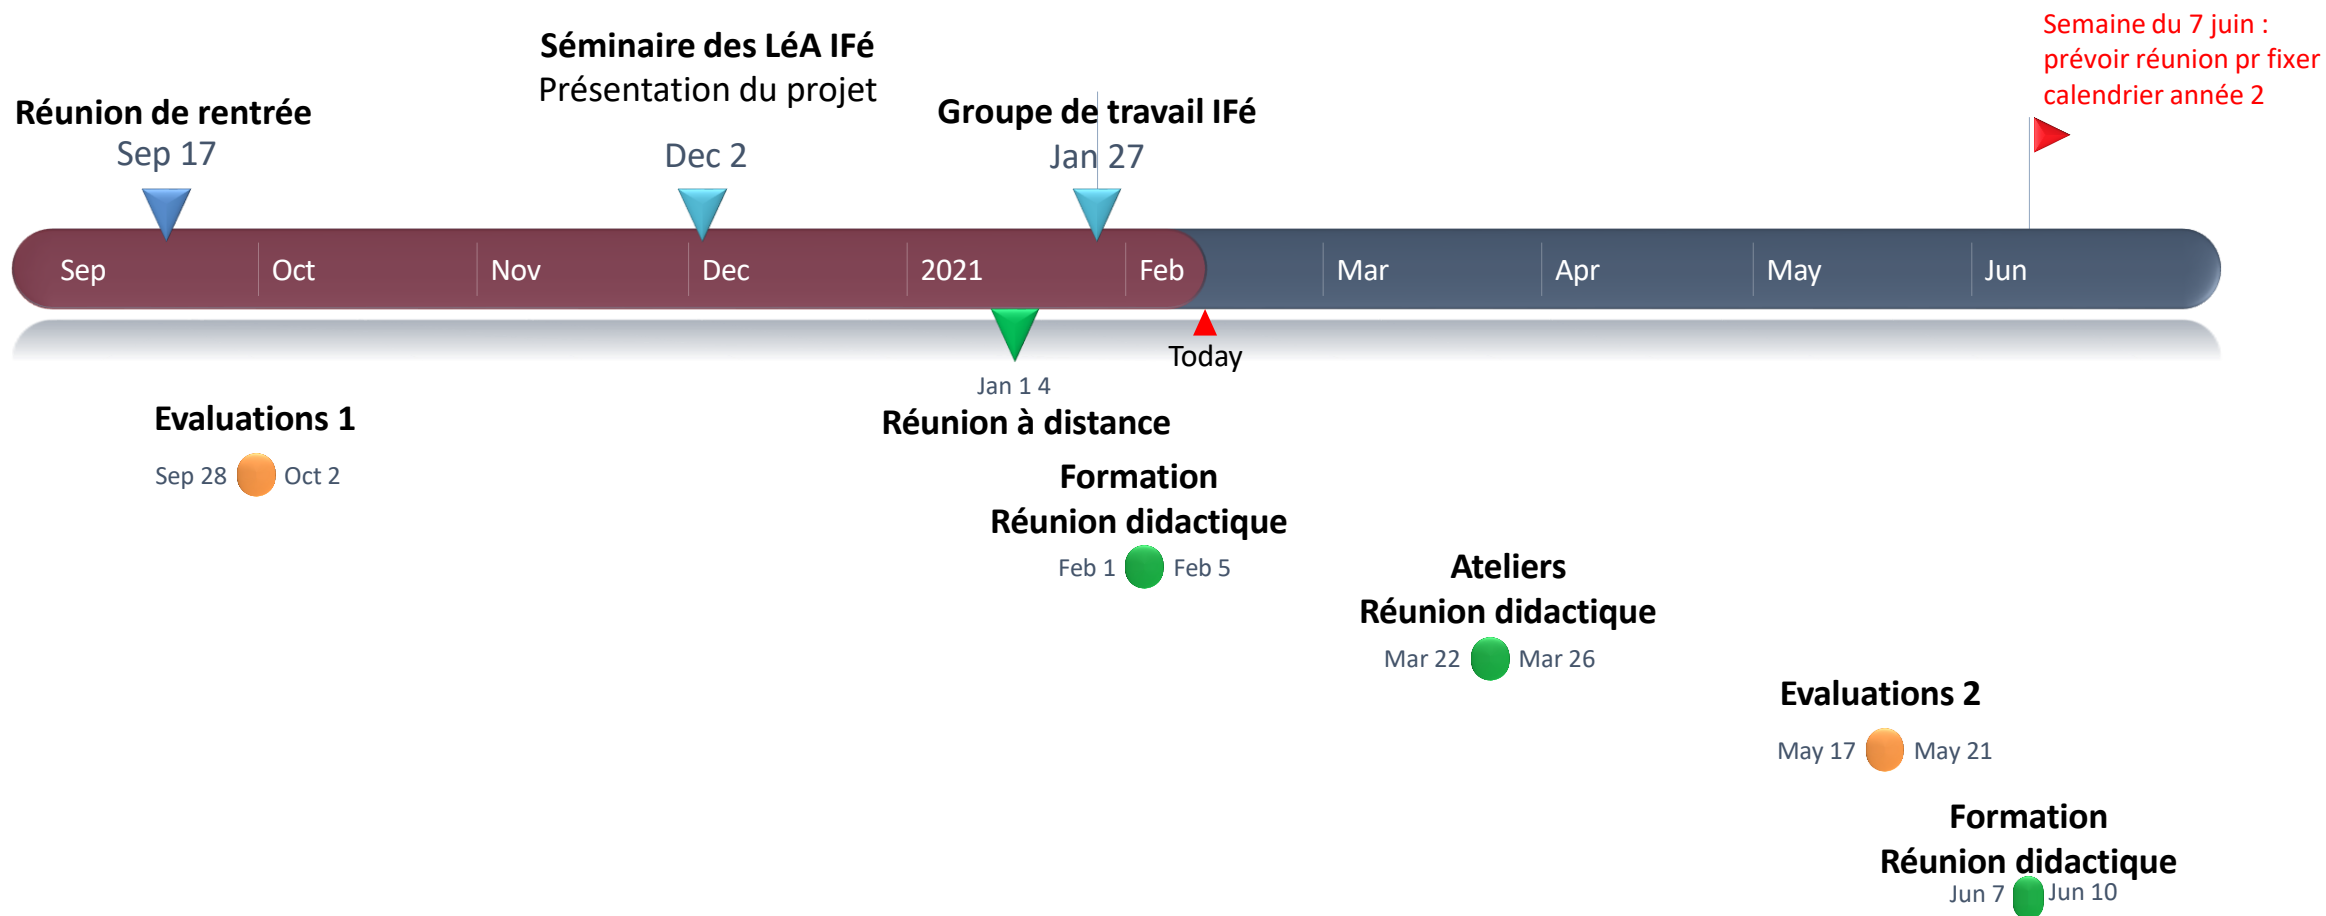 Semaine du 7 juin :
prévoir réunion pr fixer
calendrier année 2
Séminaire des LéA IFé
Présentation du projet
Réunion de rentrée
Groupe de travail IFé
Sep 17
Dec 2
Jan 27
Sep
Oct
Nov
Dec
2021
Feb
Mar
Apr
May
Jun
Today
Jan 1 4
Réunion à distance
Evaluations 1
Sep 28
Oct 2
Formation
Réunion didactique
Feb 1
Feb 5
Ateliers
Réunion didactique
Mar 22
Mar 26
Evaluations 2
May 17
May 21
Formation
Réunion didactique
Jun 7
Jun 10